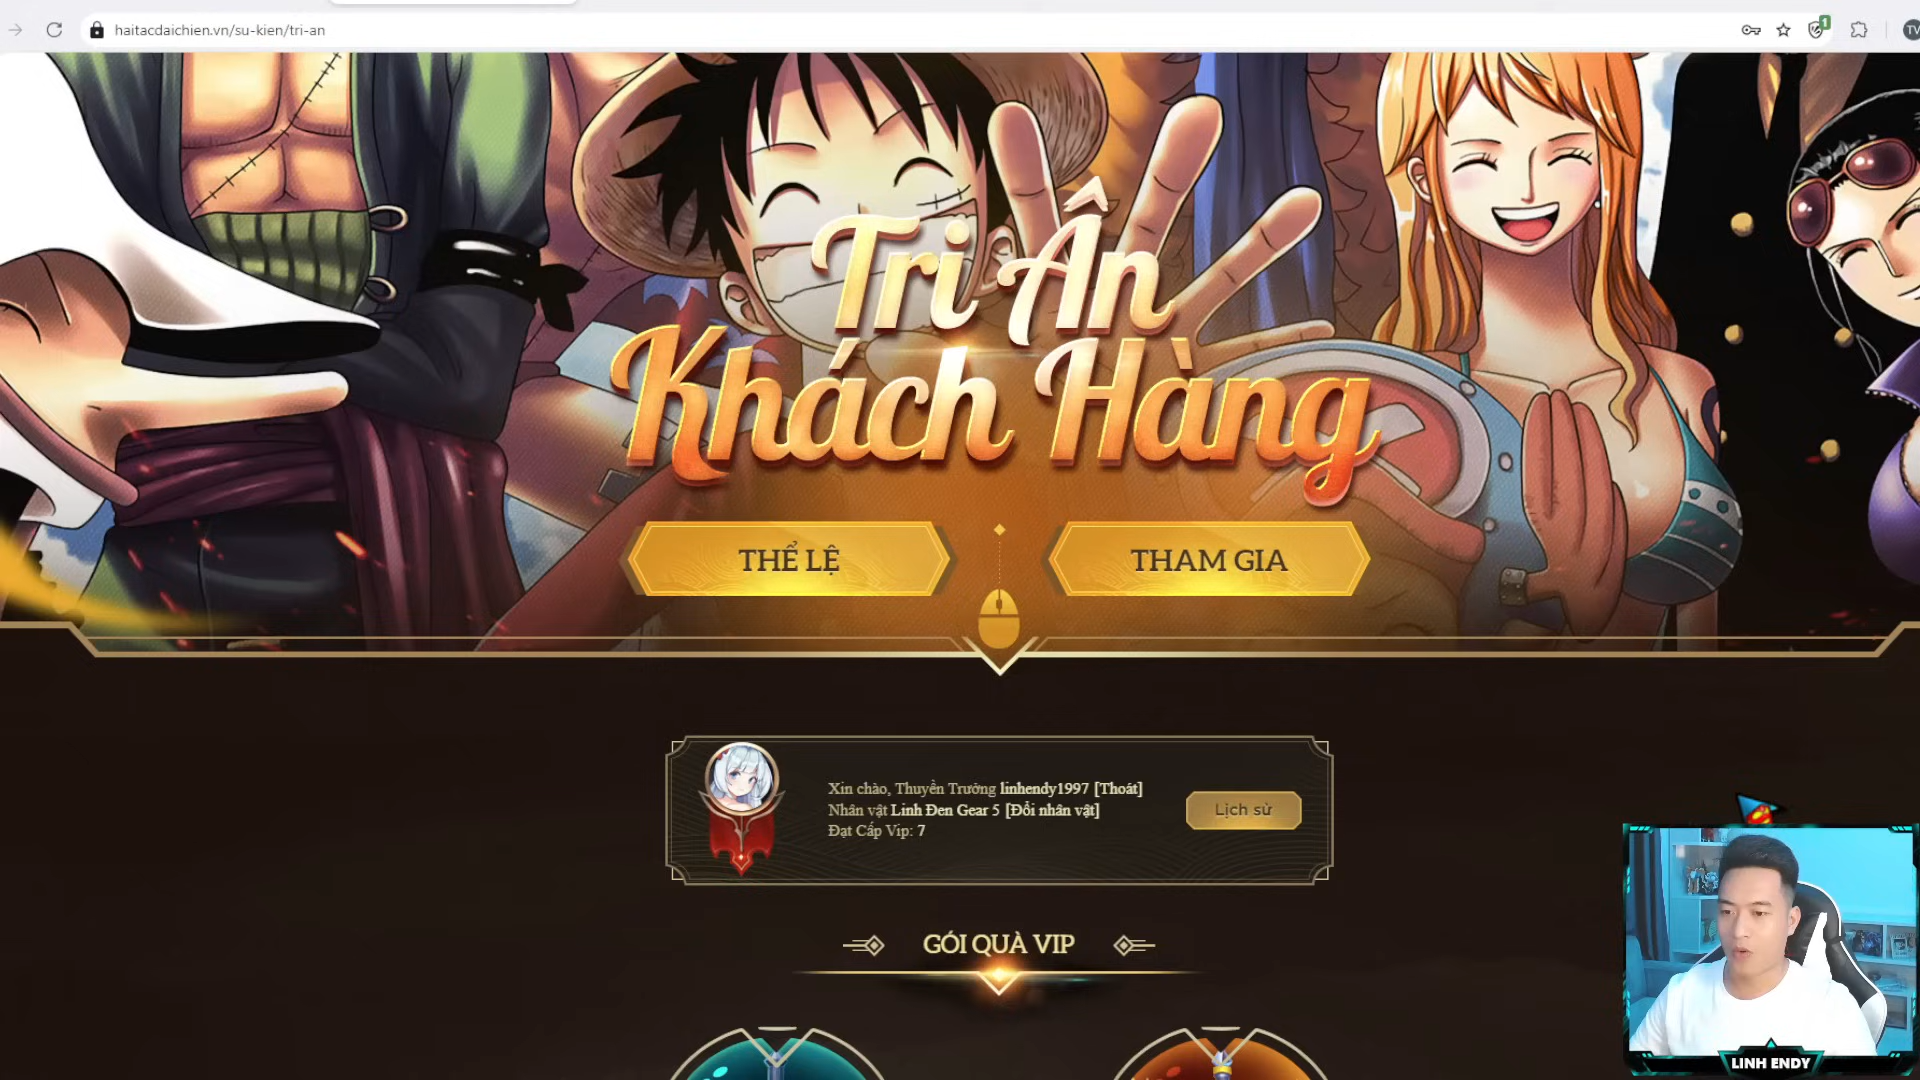 haitacdaichien.vn/su-kien/tri-an
1
TV
Tri Ân
Khách Hàng
THỂ LỆ
THAM GIA
Xin chào, Thuyền Trưởng linhendy1997 [Thoát]
Nhân vật Linh Đen Gear 5 [Đổi nhân vật]
Đạt Cấp Vip: 7
Lịch sử
GÓI QUÀ VIP
LINH ENDY